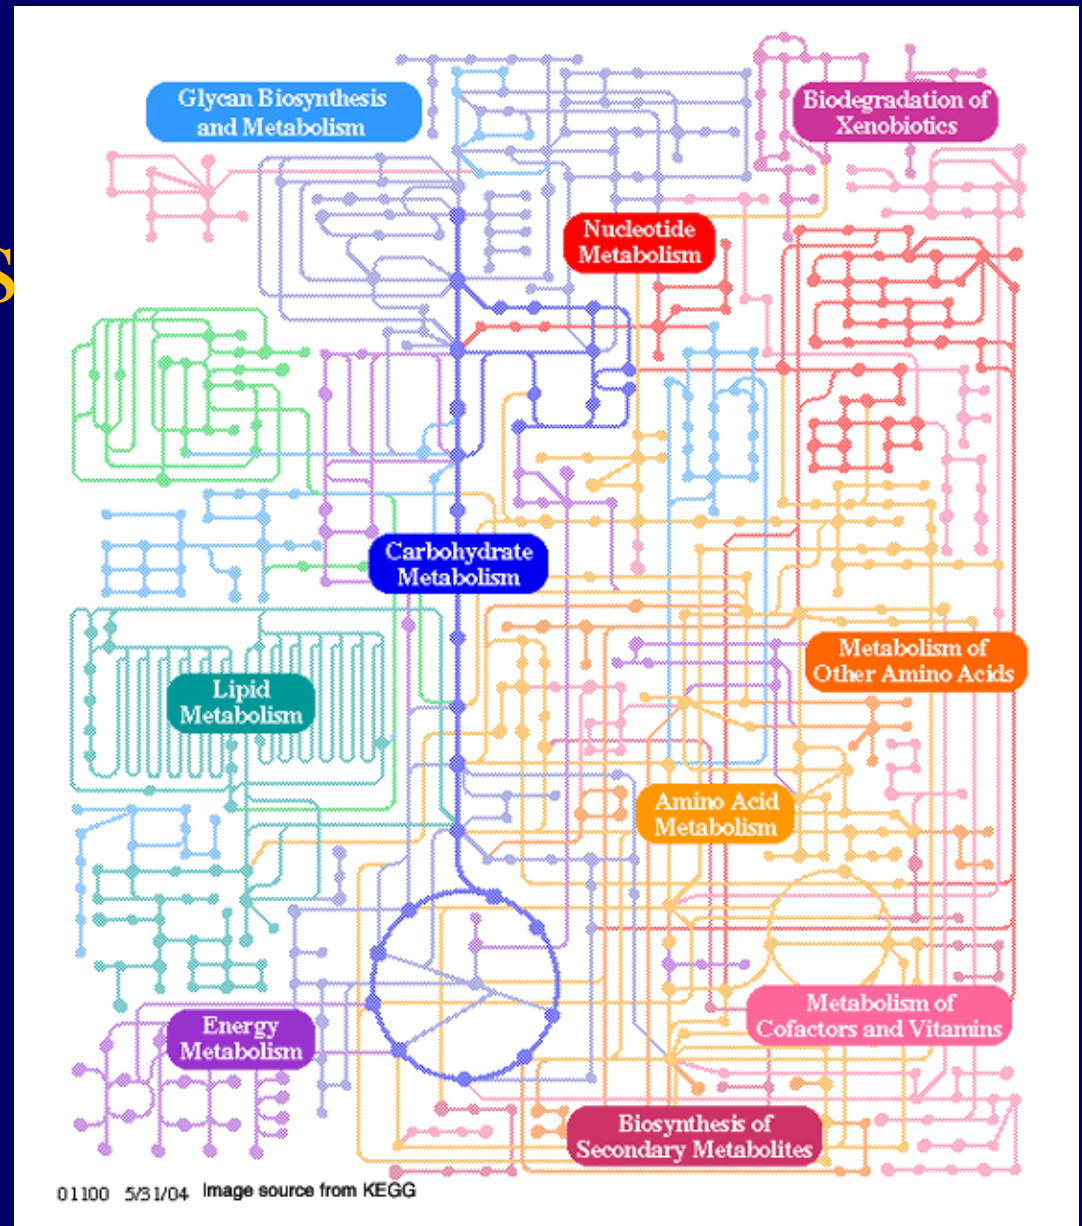 Glycan Biosynthesis
and Metabolism
Biodegradation of
Xenobiotics
Nucleotide
Metabolism
s
Carbohydrate
Metabolism
Metabolism of
Other Amino Acids
Lipid
Metabolism
Amino Acid
Metabolism
Metabolism of
Cofactors and Vitamins
Energy
Metabolism
Biosynthesis of
Secondary Metabolites
01100 5/31/04 Image source from KEGG